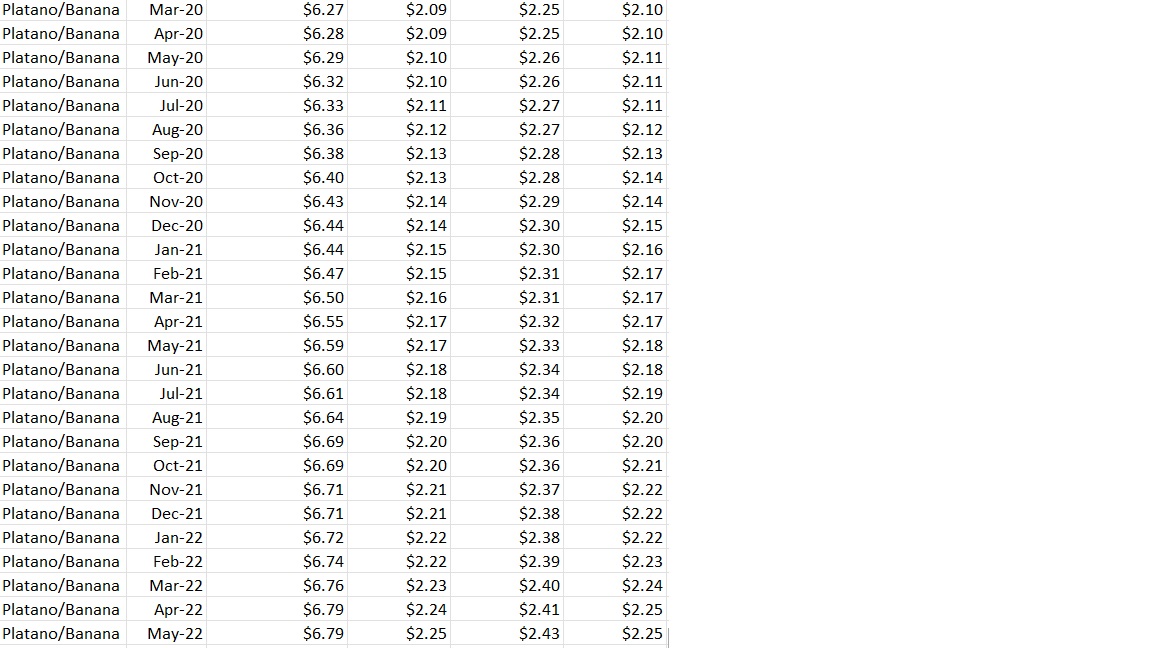 Platano/Banana Mar-20 $6.27 $2.09 $2.25 $2.10
Platano/Banana Apr-20 $6.28 $2.09 $2.25 $2.10
Platano/Banana May-20 $6.29 $2.10 $2.26 $2.11
Platano/Banana Jun-20 $6.32 $2.10 $2.26 $2.11
Platano/Banana Jul-20 $6.33 $2.11 $2.27 $2.11
Platano/Banana Aug-20 $6.36 $2.12 $2.27 $2.12
Platano/Banana Sep-20 $6.38 $2.13 $2.28 $2.13
Platano/Banana Oct-20 $6.40 $2.13 $2.28 $2.14
Platano/Banana Nov-20 $6.43 $2.14 $2.29 $2.14
Platano/Banana Dec-20 $6.44 $2.14 $2.30 $2.15
Platano/Banana Jan-21 $6.44 $2.15 $2.30 $2.16
Platano/Banana Feb-21 $6.47 $2.15 $2.31 $2.17
Platano/Banana Mar-21 $6.50 $2.16 $2.31 $2.17
Platano/Banana Apr-21 $6.55 $2.17 $2.32 $2.17
Platano/Banana May-21 $6.59 $2.17 $2.33 $2.18
Platano/Banana Jun-21 $6.60 $2.18 $2.34 $2.18
Platano/Banana Jul-21 $6.61 $2.18 $2.34 $2.19
Platano/Banana Aug-21 $6.64 $2.19 $2.35 $2.20
Platano/Banana Sep-21 $6.69 $2.20 $2.36 $2.20
Platano/Banana Oct-21 $6.69 $2.20 $2.36 $2.21
Platano/Banana Nov-21 $6.71 $2.21 $2.37 $2.22
Platano/Banana Dec-21 $6.71 $2.21 $2.38 $2.22
Platano/Banana Jan-22 $6.72 $2.22 $2.38 $2.22
Platano/Banana Feb-22 $6.74 $2.22 $2.39 $2.23
Platano/Banana Mar-22 $6.76 $2.23 $2.40 $2.24
Platano/Banana Apr-22 $6.79 $2.24 $2.41 $2.25
Platano/Banana May-22 $6.79 $2.25 $2.43 $2.25